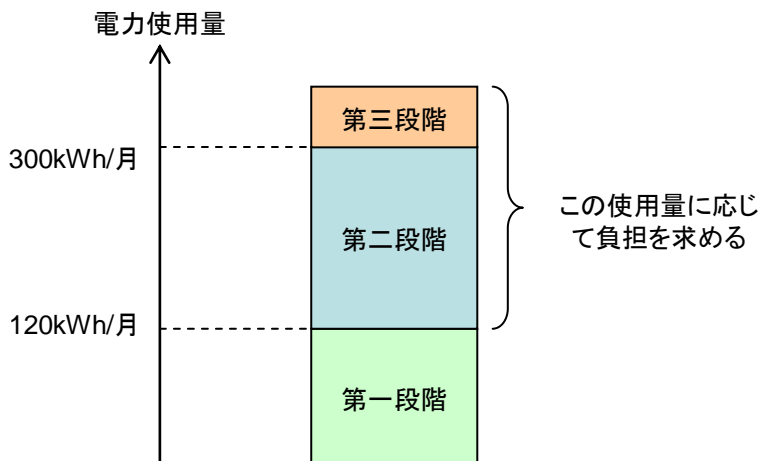 電力使用量
第三段階
300kWh/月
第二段階
この使用量に応じ
て負担を求める
120kWh/月
第一段階